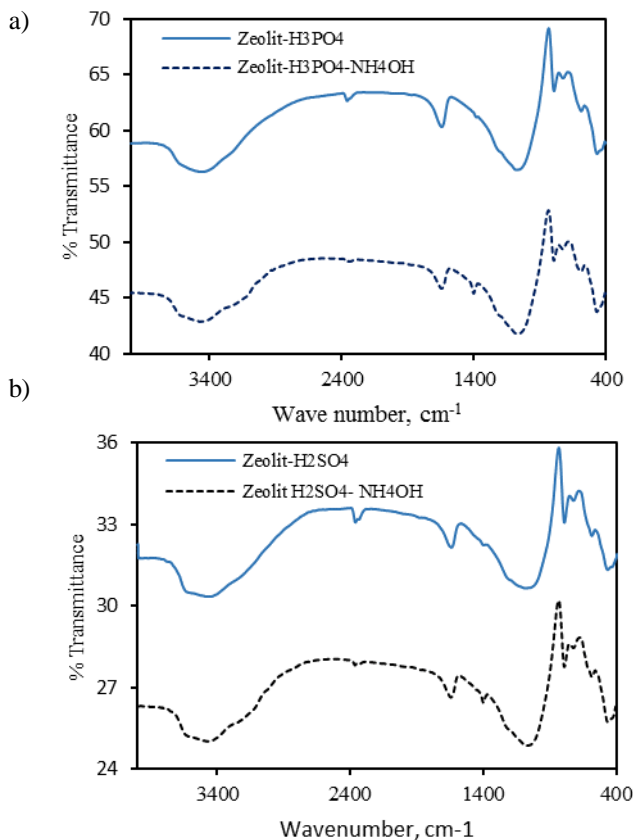 a)
70
65
60
55
50
45
40
% Transmittance
Zeolit-H3PO4
Zeolit-H3PO4-NH4OH
3400 2400 1400 400
Wave number, cm-1
b)
36
33
30
27
24
% Transmittance
Zeolit-H2SO4
Zeolit H2SO4- NH4OH
3400 2400 1400 400
Wavenumber, cm-1